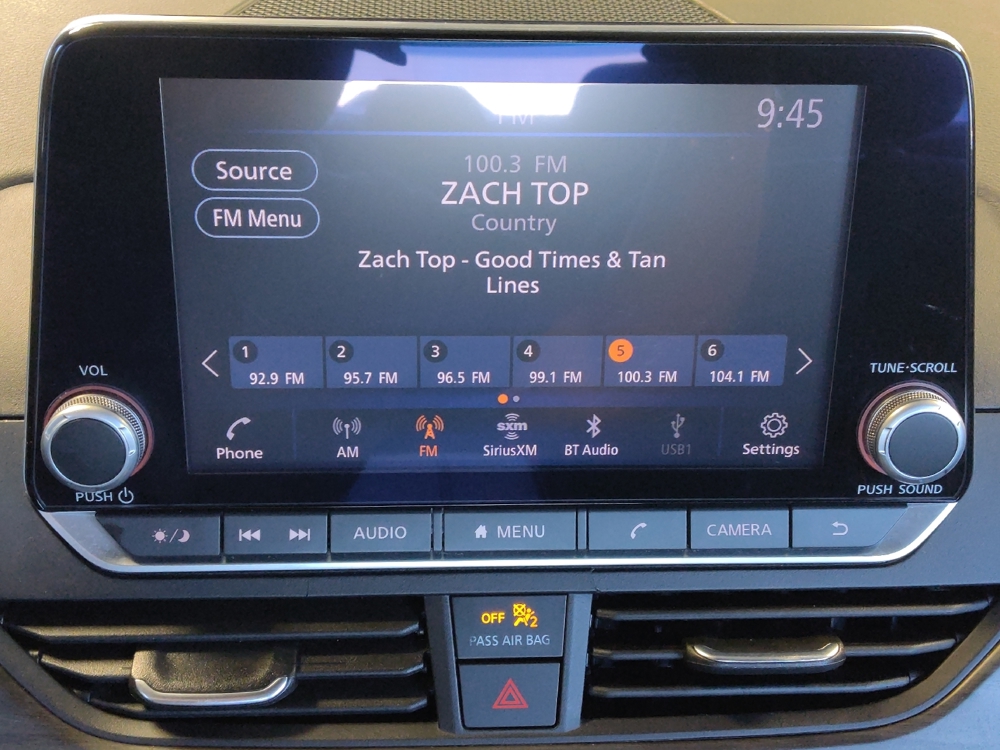 FM
9:45
Source
100.3 FM
ZACH TOP
FM Menu
Country
Zach Top - Good Times & Tan
Lines
1
2
3
4
5
6
92.9 FM
95.7 FM
96.5 FM
99.1 FM
100.3 FM
104.1 FM
VOL
TUNE·SCROLL
sxm
Phone
AM
FM
SiriusXM
BT Audio
USB1
Settings
PUSH
PUSH SOUND
AUDIO
MENU
CAMERA
OFF
2
PASS AIR BAG